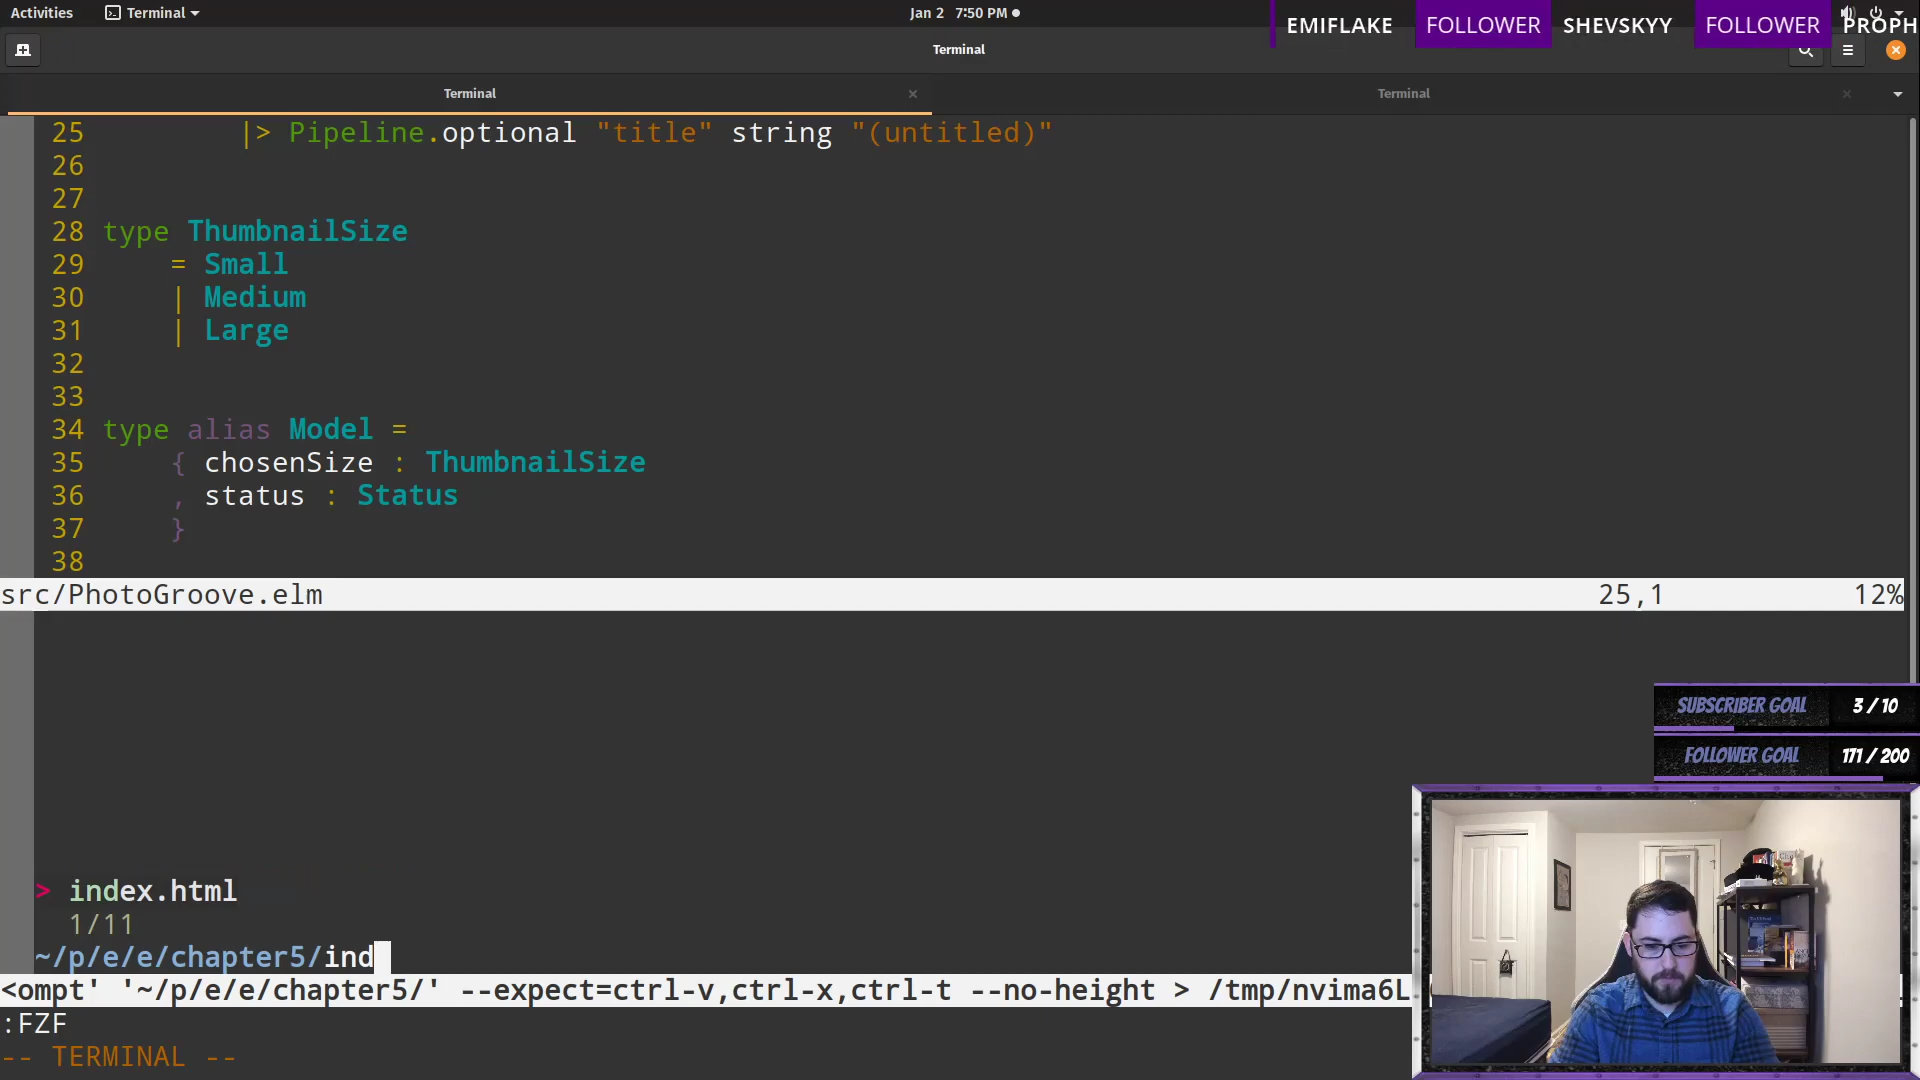 Activities Terminal Jan 2 7:50 PM
EMIFLAKE FOLLOWER SHEVSKYY FOLLOWER PROPH
Terminal
Terminal Terminal
25 |> Pipeline.optional "title" string "(untitled)"
26
27
28 type ThumbnailSize
29 = Small
30 | Medium
31 | Large
32
33
34 type alias Model =
35 { chosenSize : ThumbnailSize
36 , status : Status
37 }
38
src/PhotoGroove.elm 25,1 12%
SUBSCRIBER GOAL 3 / 10
FOLLOWER GOAL 171 / 200
> index.html
1/11
~/p/e/e/chapter5/ind
<ompt' '~/p/e/e/chapter5/' --expect=ctrl-v,ctrl-x,ctrl-t --no-height > /tmp/nvima6L
:FZF
-- TERMINAL --